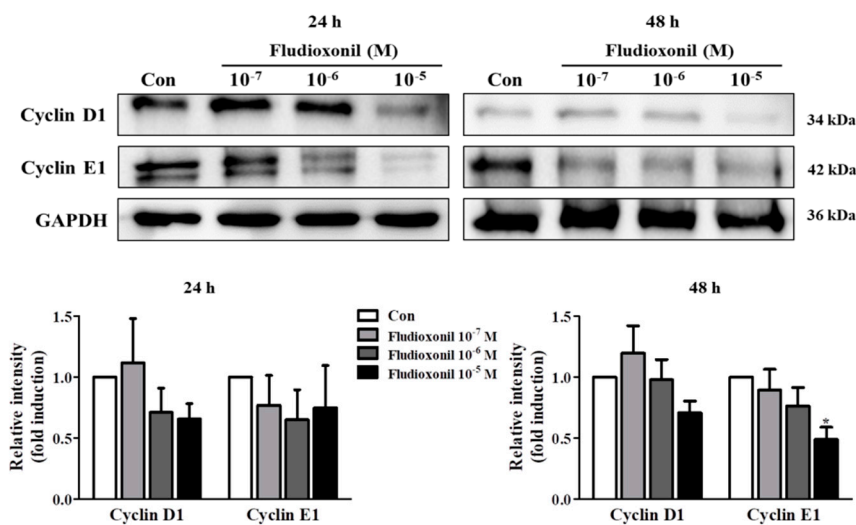 24 h 48 h
Fludioxonil (M) Fludioxonil (M)
Con 10⁻⁷ 10⁻⁶ 10⁻⁵ Con 10⁻⁷ 10⁻⁶ 10⁻⁵
Cyclin D1 34 kDa
Cyclin E1 42 kDa
GAPDH 36 kDa
24 h
Relative intensity
(fold induction)
1.5
1.0
0.5
0.0
Cyclin D1 Cyclin E1
Con
Fludioxonil 10⁻⁷ M
Fludioxonil 10⁻⁶ M
Fludioxonil 10⁻⁵ M
48 h
Relative intensity
(fold induction)
1.5
1.0
0.5
0.0
*
Cyclin D1 Cyclin E1